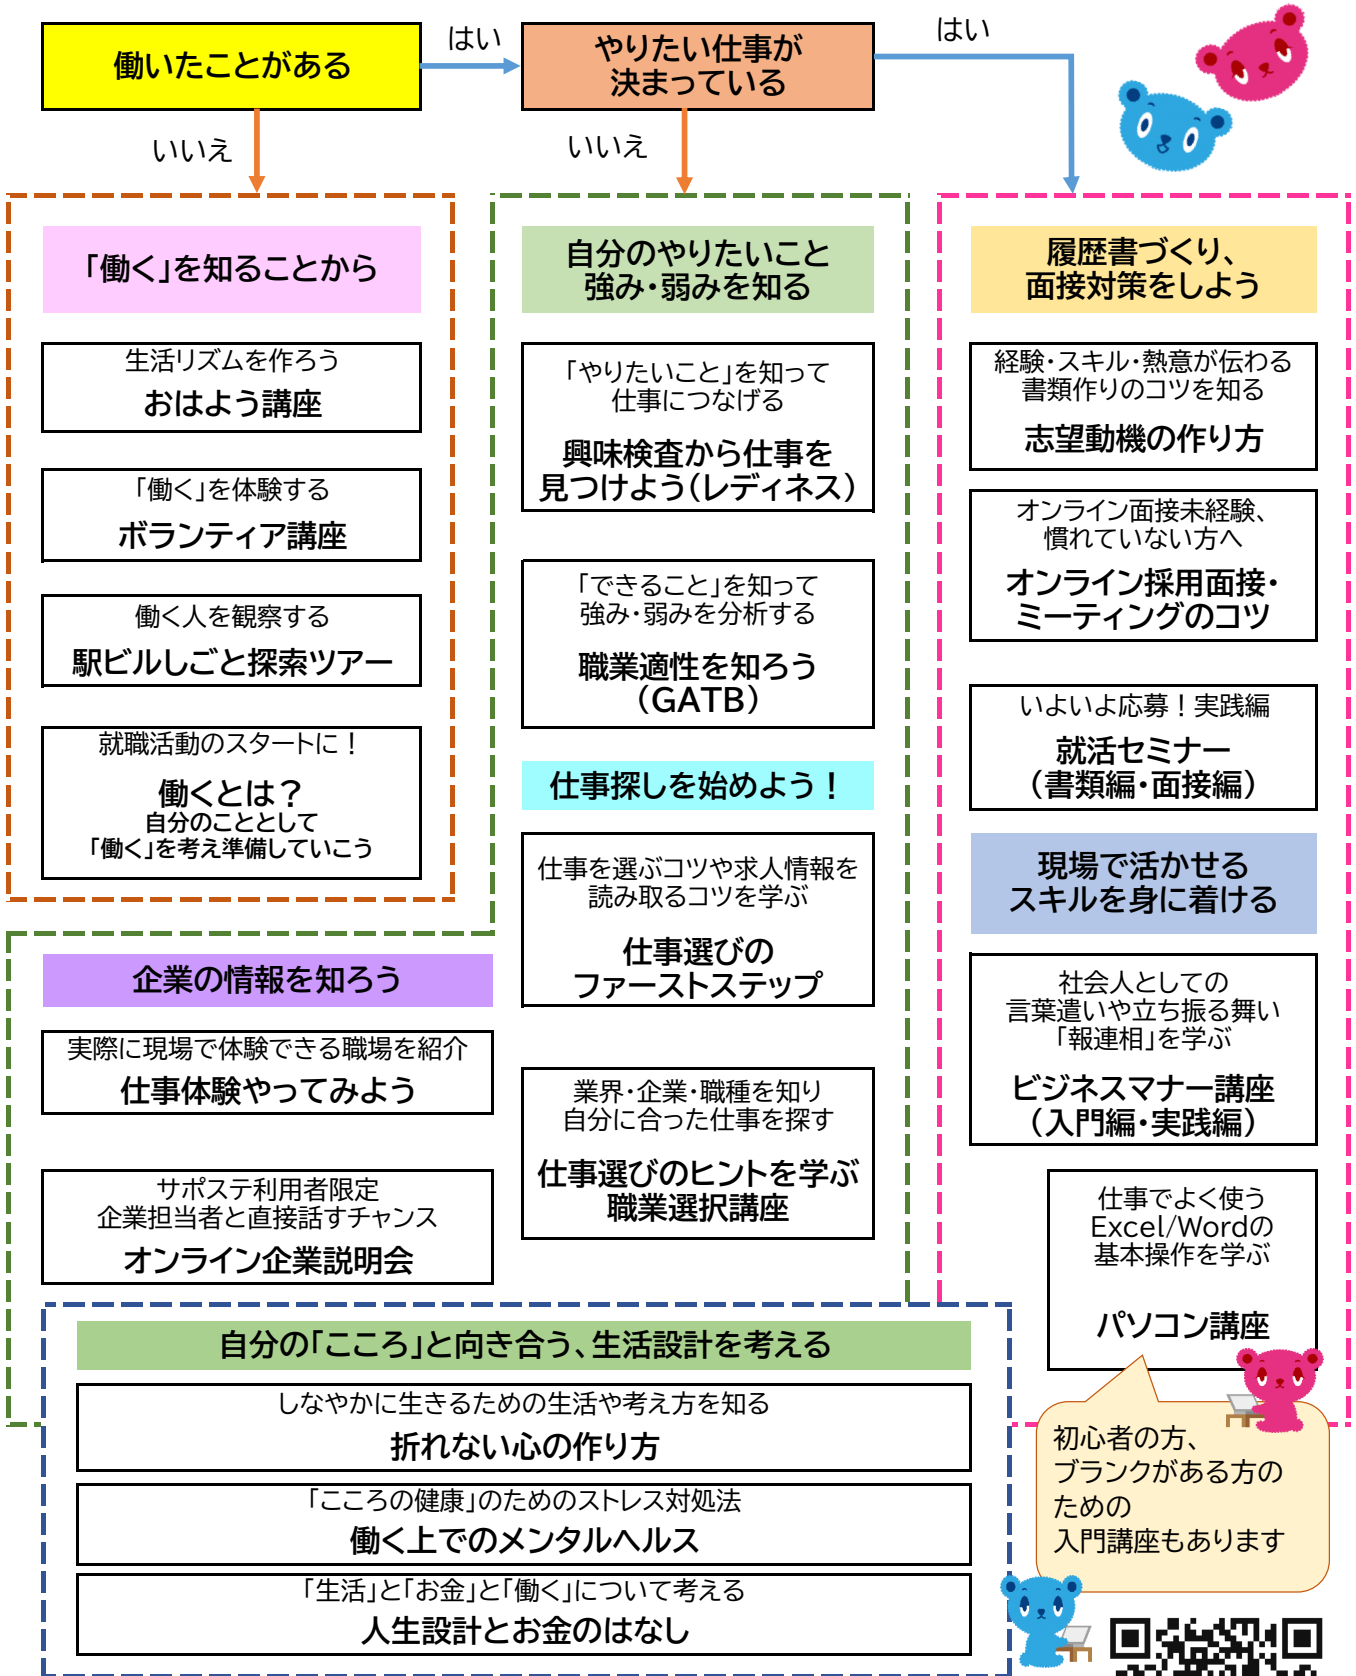 働いたことがある
はい
やりたい仕事が
決まっている
はい
いいえ
いいえ
「働く」を知ることから
生活リズムを作ろう
おはよう講座
「働く」を体験する
ボランティア講座
働く人を観察する
駅ビルしごと探索ツアー
就職活動のスタートに！
働くとは？
自分のこととして
「働く」を考え準備していこう
自分のやりたいこと
強み・弱みを知る
「やりたいこと」を知って
仕事につなげる
興味検査から仕事を
見つけよう（レディネス）
「できること」を知って
強み・弱みを分析する
職業適性を知ろう
（GATB）
仕事探しを始めよう！
仕事を選ぶコツや求人情報を
読み取るコツを学ぶ
仕事選びの
ファーストステップ
業界・企業・職種を知り
自分に合った仕事を探す
仕事選びのヒントを学ぶ
職業選択講座
企業の情報を知ろう
実際に現場で体験できる職場を紹介
仕事体験やってみよう
サポステ利用者限定
企業担当者と直接話すチャンス
オンライン企業説明会
履歴書づくり、
面接対策をしよう
経験・スキル・熱意が伝わる
書類作りのコツを知る
志望動機の作り方
オンライン面接未経験、
慣れていない方へ
オンライン採用面接・
ミーティングのコツ
いよいよ応募！実践編
就活セミナー
（書類編・面接編）
現場で活かせる
スキルを身に着ける
社会人としての
言葉遣いや立ち振る舞い
「報連相」を学ぶ
ビジネスマナー講座
（入門編・実践編）
仕事でよく使う
Excel/Wordの
基本操作を学ぶ
パソコン講座
初心者の方、
ブランクがある方の
ための
入門講座もあります
自分の「こころ」と向き合う、生活設計を考える
しなやかに生きるための生活や考え方を知る
折れない心の作り方
「こころの健康」のためのストレス対処法
働く上でのメンタルヘルス
「生活」と「お金」と「働く」について考える
人生設計とお金のはなし